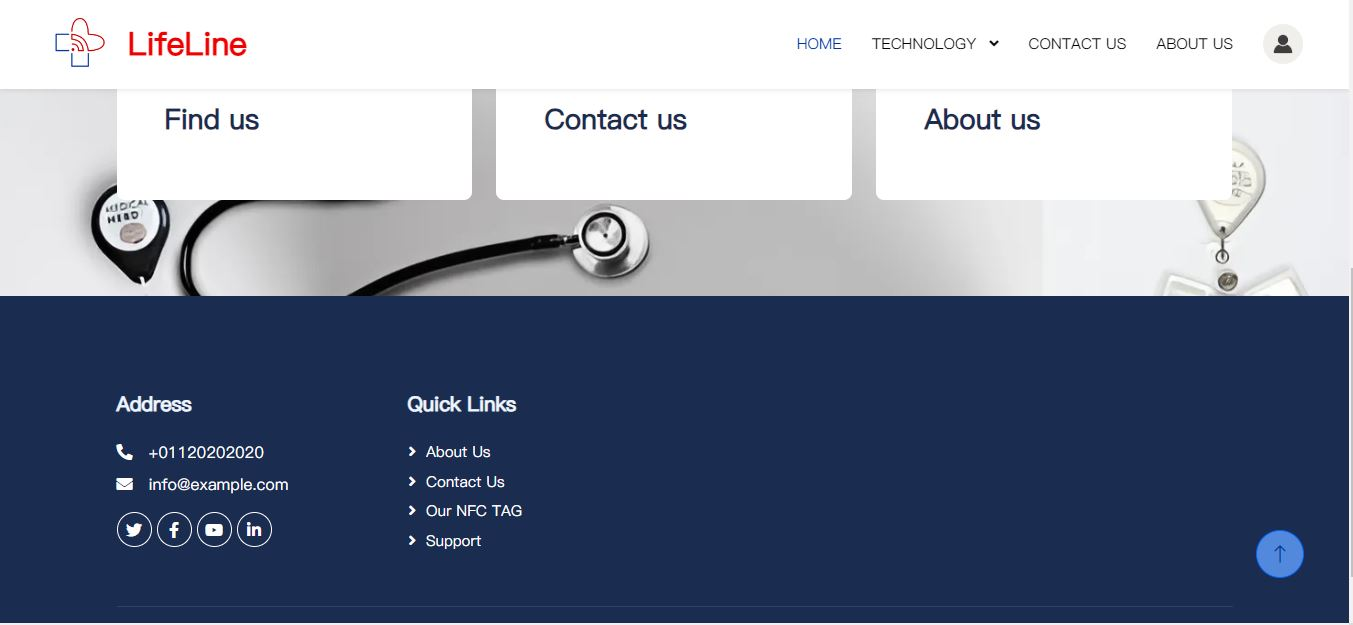 LifeLine HOME TECHNOLOGY CONTACT US ABOUT US
Find us Contact us About us
MEDICAL
Address
+01120202020
info@example.com
Quick Links
About Us
Contact Us
Our NFC TAG
Support